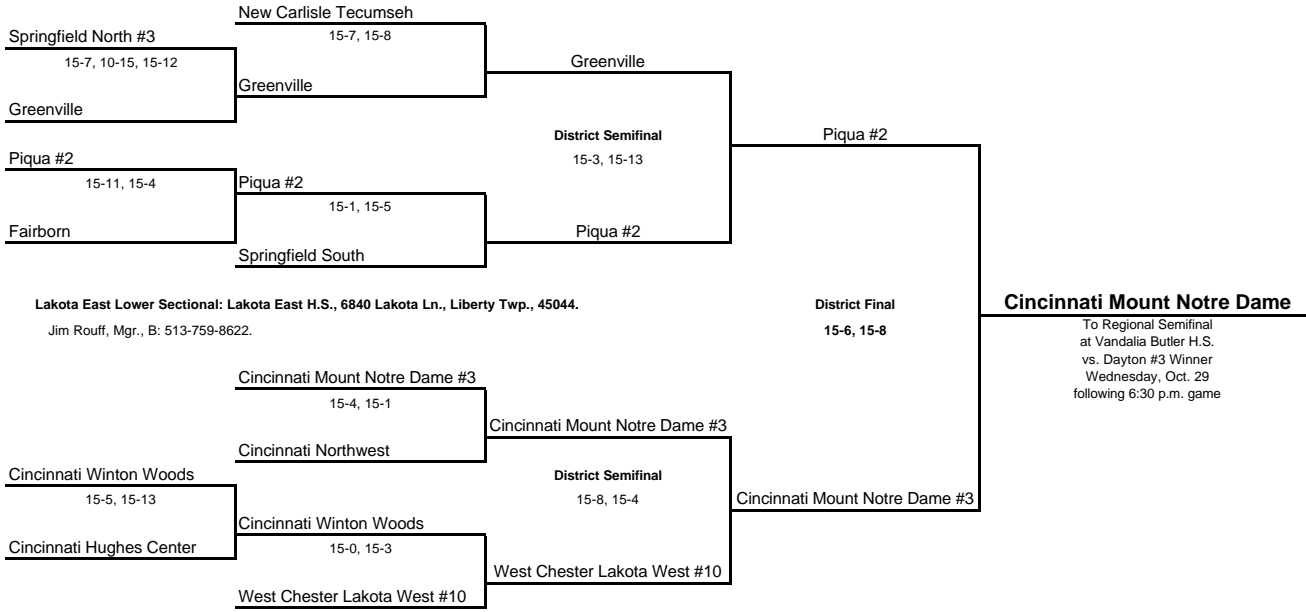 New Carlisle Tecumseh
Springfield North #3
15-7, 15-8
15-7, 10-15, 15-12
Greenville
Greenville
Greenville
District Semifinal
Piqua #2
15-3, 15-13
Piqua #2
15-11, 15-4
Piqua #2
15-1, 15-5
Fairborn
Piqua #2
Springfield South
Lakota East Lower Sectional: Lakota East H.S., 6840 Lakota Ln., Liberty Twp., 45044.
District Final
Cincinnati Mount Notre Dame
Jim Rouff, Mgr., B: 513-759-8622.
15-6, 15-8
To Regional Semifinal
at Vandalia Butler H.S.
vs. Dayton #3 Winner
Wednesday, Oct. 29
following 6:30 p.m. game
Cincinnati Mount Notre Dame #3
15-4, 15-1
Cincinnati Mount Notre Dame #3
Cincinnati Northwest
Cincinnati Winton Woods
District Semifinal
15-5, 15-13
15-8, 15-4
Cincinnati Mount Notre Dame #3
Cincinnati Winton Woods
Cincinnati Hughes Center
15-0, 15-3
West Chester Lakota West #10
West Chester Lakota West #10